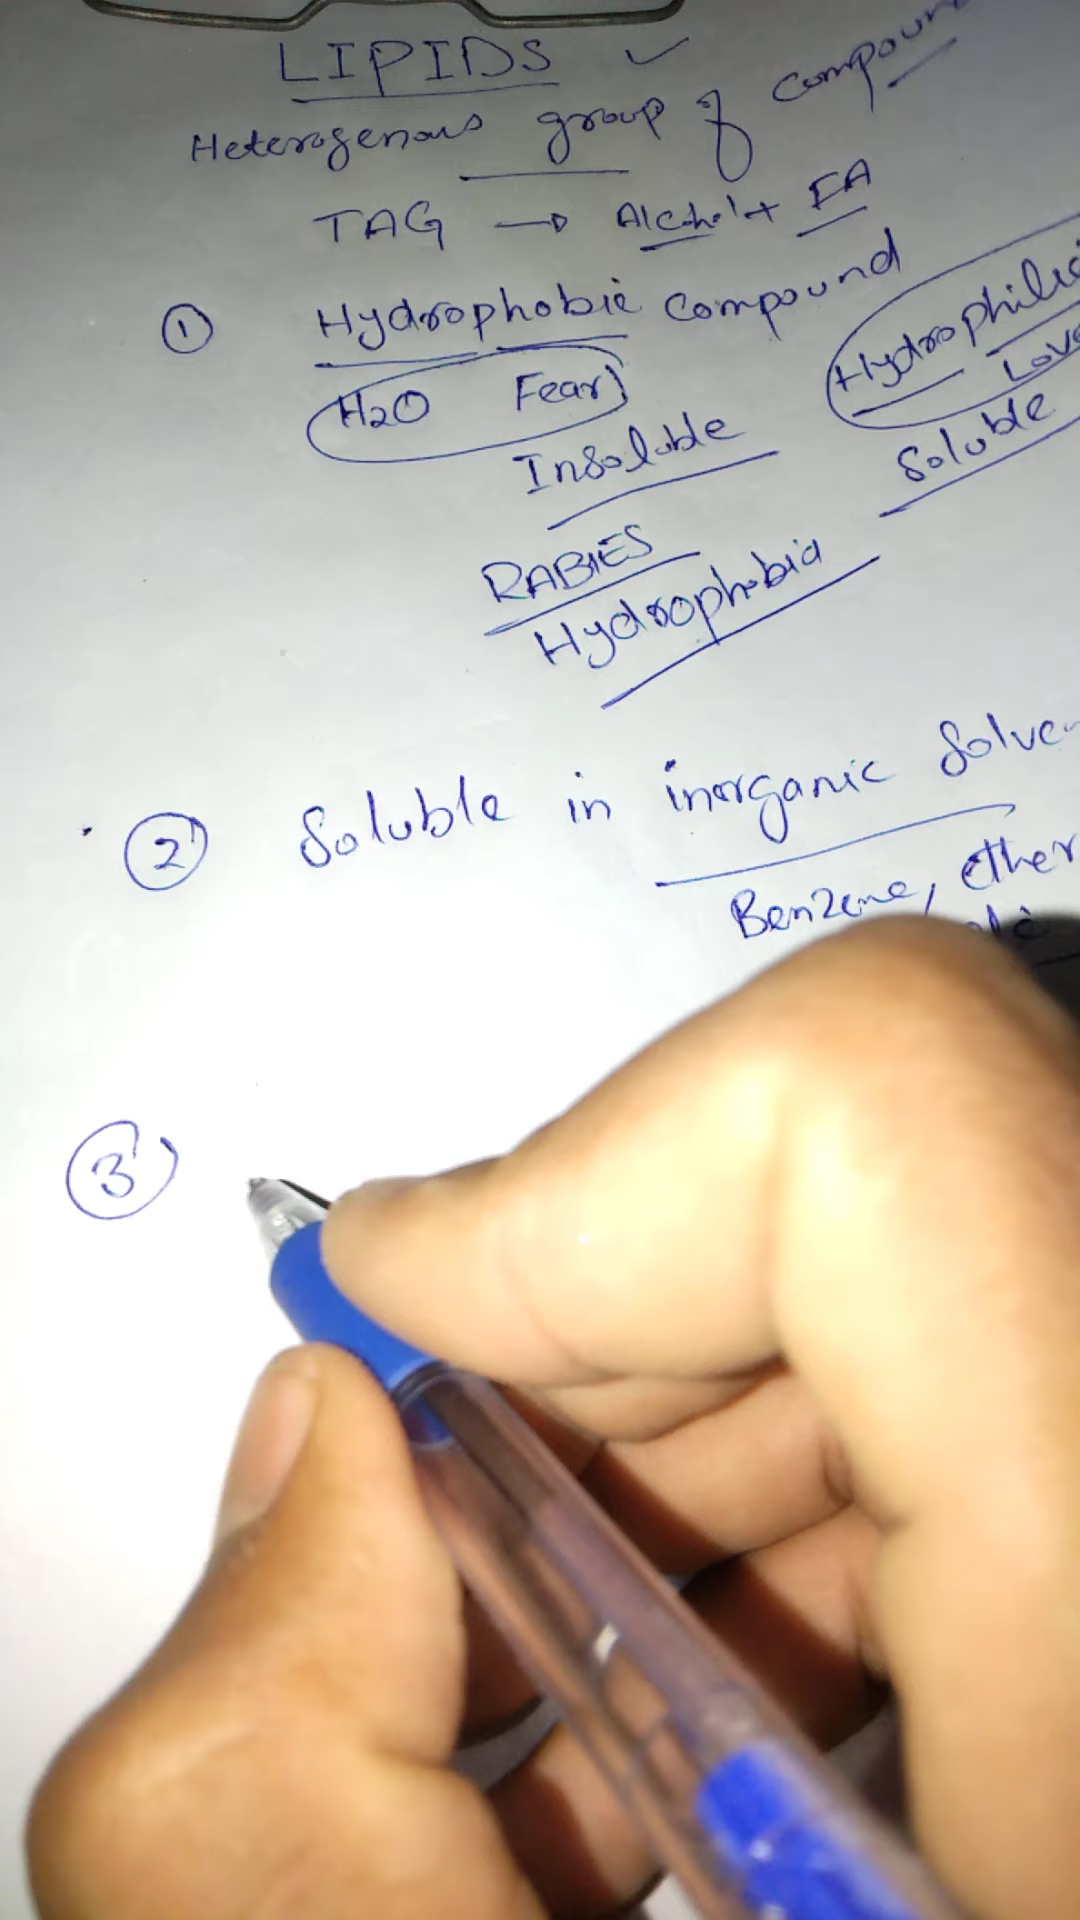 LIPIDS
Heterogenous group of compoun
TAG → Alcohol + FA
① Hydrophobic compound
H2O Fear
Insoluble
Hydrophilic
Love
Soluble
RABIES
Hydrophobia
② Soluble in inorganic Solve
Benzene, ether
③